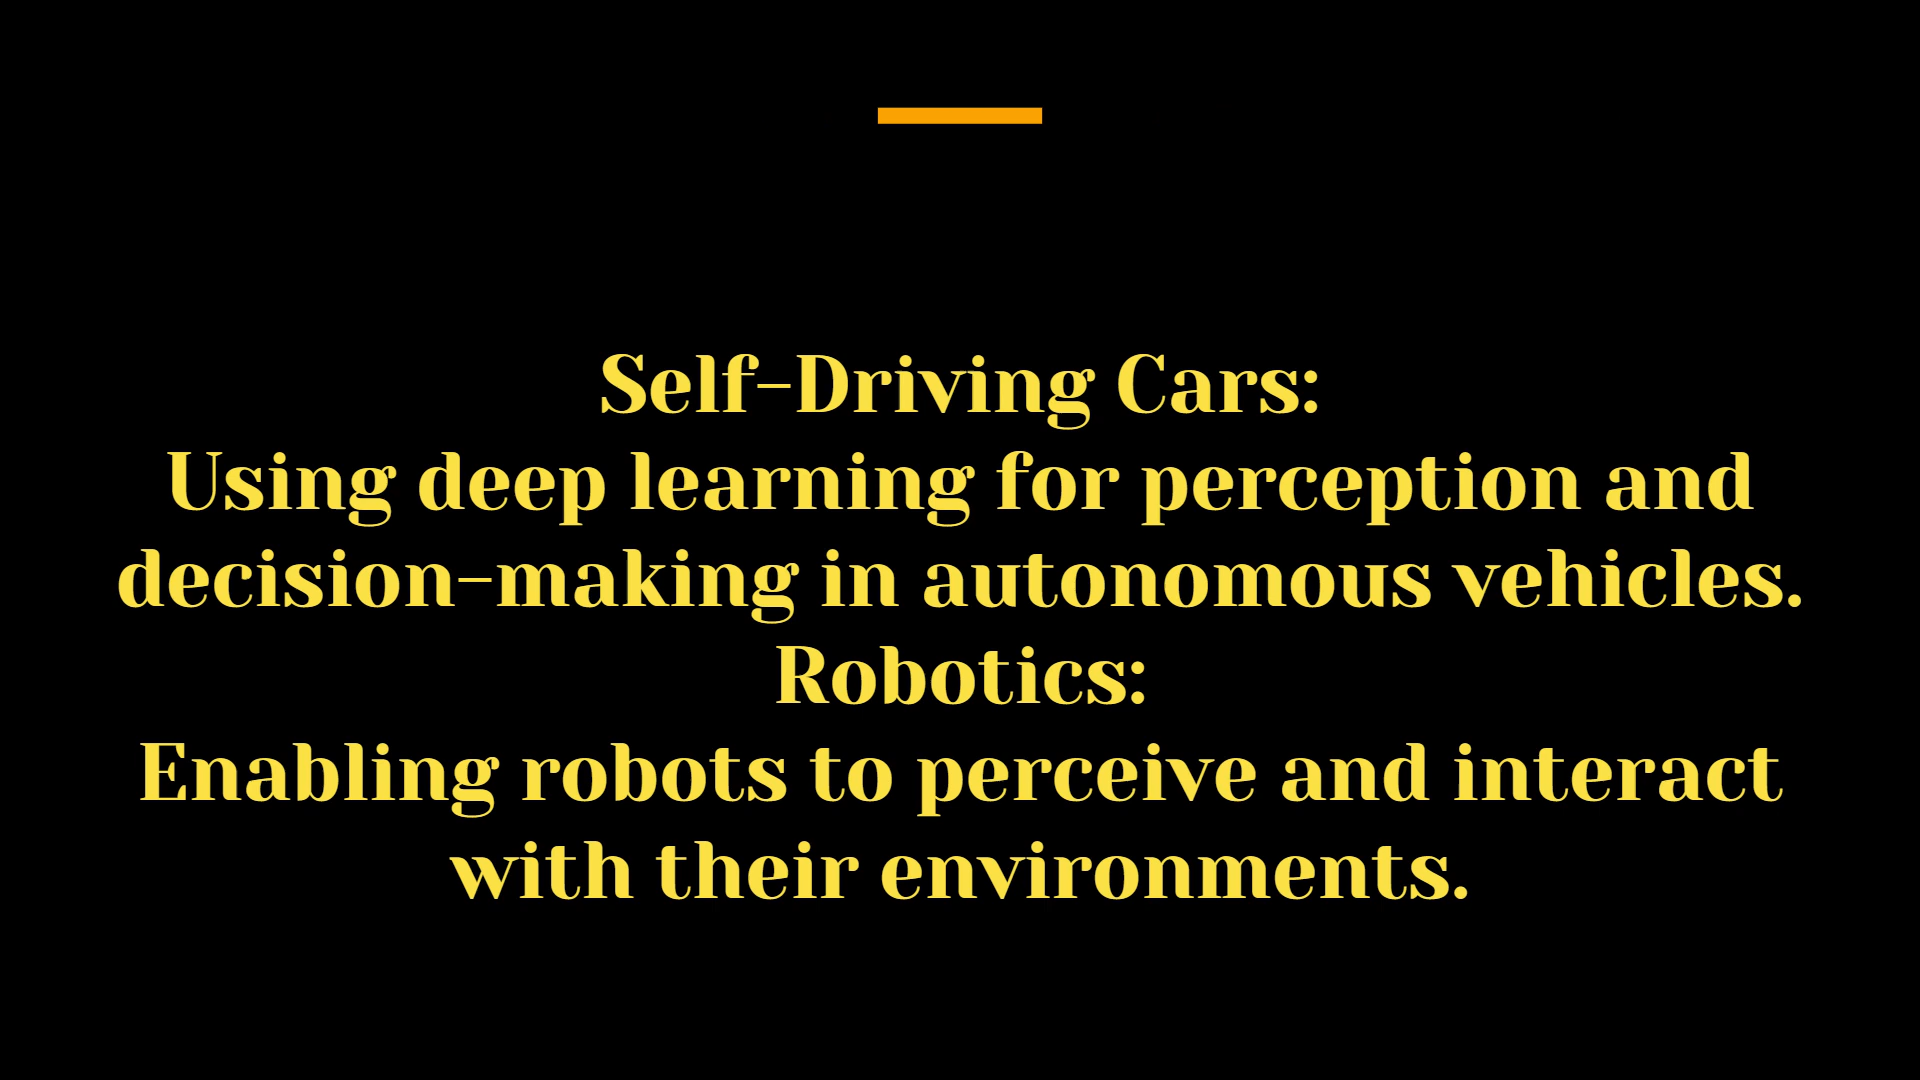 Self-Driving Cars:
Using deep learning for perception and
decision-making in autonomous vehicles.
Robotics:
Enabling robots to perceive and interact
with their environments.